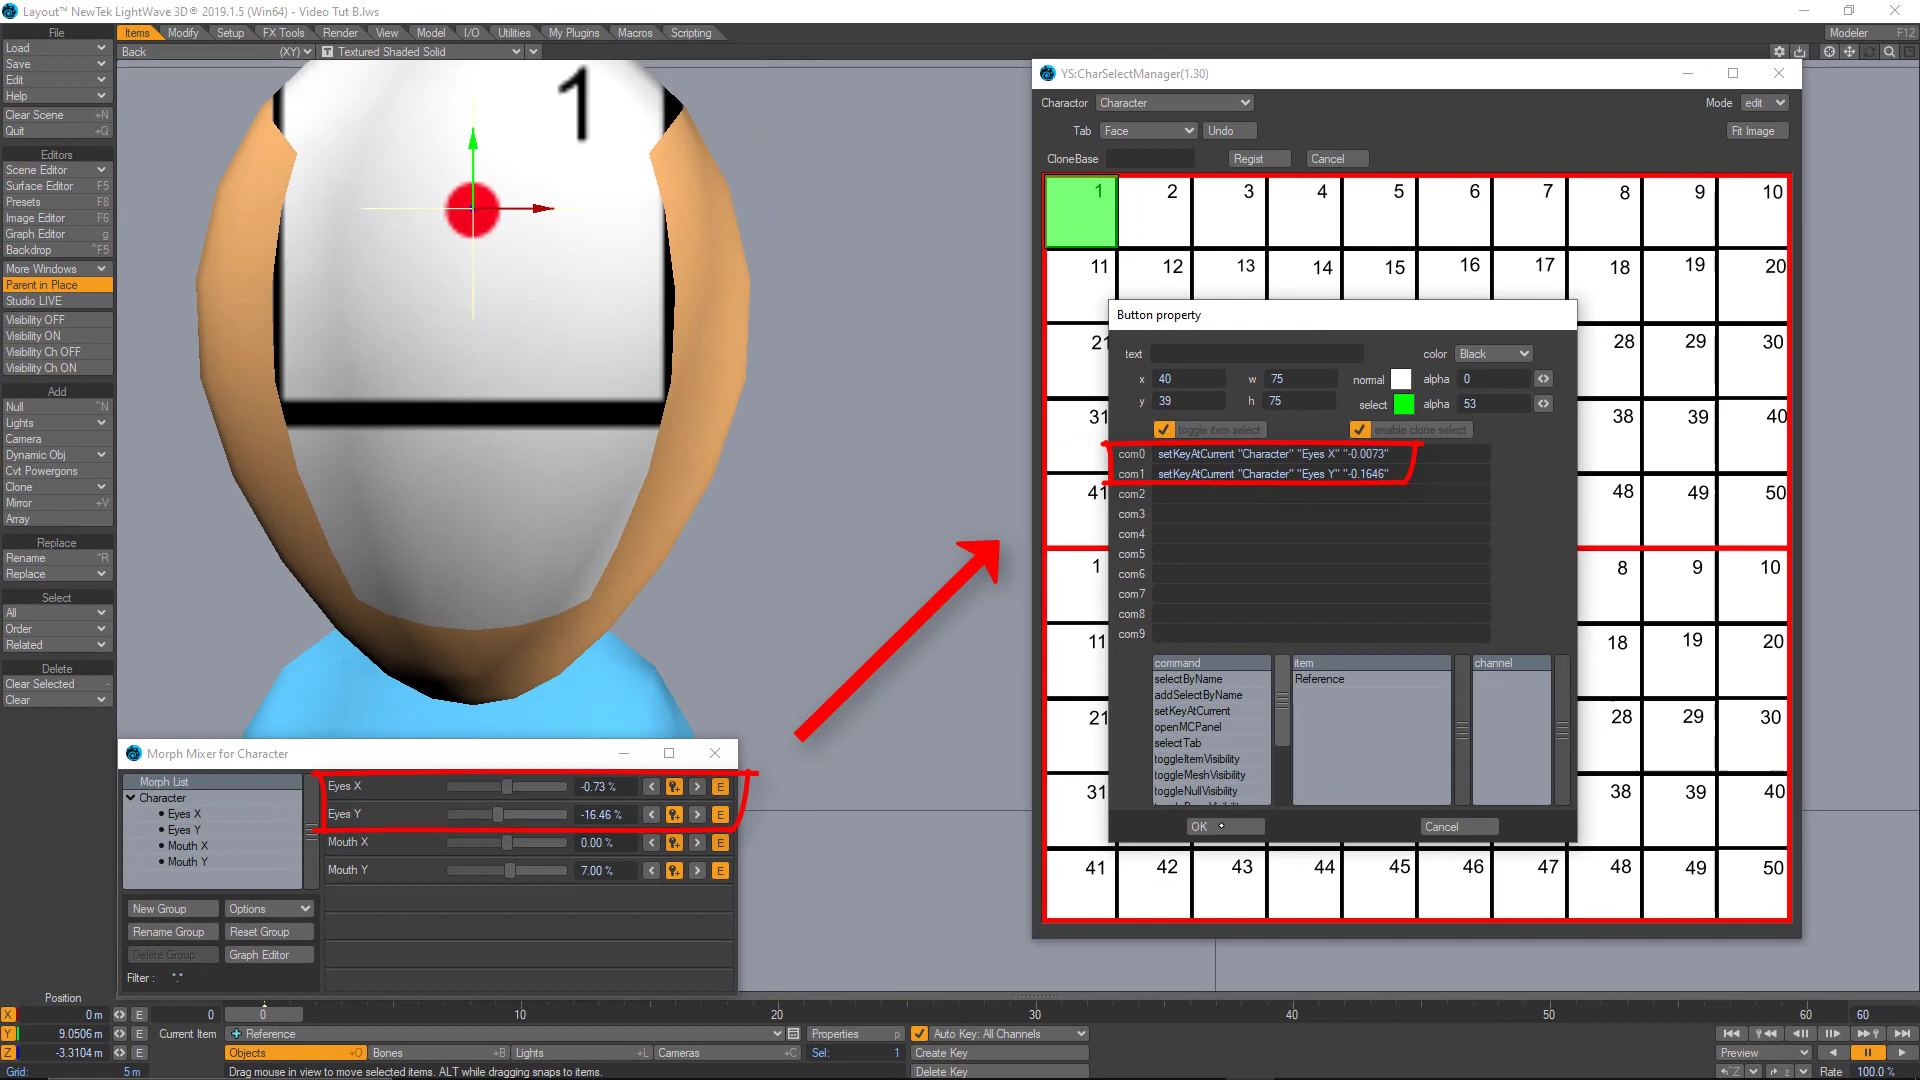 Layout™ NewTek LightWave 3D® 2019.1.5 (Win64) - Video Tut B.lws
File
Items
Modify
Setup
FX Tools
Render
View
Model
I/O
Utilities
My Plugins
Macros
Scripting
Modeler F12
Load
Save
Edit
Help
Clear Scene +N
Quit +Q
Back (XY)
T Textured Shaded Solid
Editors
Scene Editor
Surface Editor F5
Presets F8
Image Editor F6
Graph Editor g
Backdrop ^F5
More Windows
Parent in Place
Studio LIVE
Visibility OFF
Visibility ON
Visibility Ch OFF
Visibility Ch ON
Add
Null ^N
Lights
Camera
Dynamic Obj
Cvt Powergons
Clone
Mirror +V
Array
Replace
Rename ^R
Replace
Select
All
Order
Related
Delete
Clear Selected -
Clear
1
YS:CharSelectManager(1.30)
Charactor Character Mode edit
Tab Face Undo Fit Image
CloneBase Regist Cancel
1 2 3 4 5 6 7 8 9 10
11 12 13 14 15 16 17 18 19 20
21 28 29 30
31 38 39 40
41 48 49 50
1 8 9 10
11 18 19 20
21 28 29 30
31 38 39 40
41 42 43 44 45 46 47 48 49 50
Button property
text color Black
x 40 w 75 normal alpha 0
y 39 h 75 select alpha 53
toggle item select enable clone select
com0 setKeyAtCurrent "Character" "Eyes X" "-0.0073"
com1 setKeyAtCurrent "Character" "Eyes Y" "-0.1646"
com2
com3
com4
com5
com6
com7
com8
com9
command item channel
selectByName Reference
addSelectByName
setKeyAtCurrent
openMCPanel
selectTab
toggleItemVisibility
toggleMeshVisibility
toggleNullVisibility
OK Cancel
Morph Mixer for Character
Morph List
Character
Eyes X
Eyes Y
Mouth X
Mouth Y
Eyes X -0.73 % E
Eyes Y -16.46 % E
Mouth X 0.00 % E
Mouth Y 7.00 % E
New Group Options
Rename Group Reset Group
Delete Group Graph Editor
Filter : *.*
Position
X 0 m E
Y 9.0506 m E
Z -3.3104 m E
Grid: 5 m
0 0 10 20 30 40 50 60 60
Current Item Reference Properties p Auto Key: All Channels
Objects +O Bones +B Lights +L Cameras +C Sel: 1 Create Key
Drag mouse in view to move selected items. ALT while dragging snaps to items. Delete Key
Preview
^Z z Rate 100.0 %